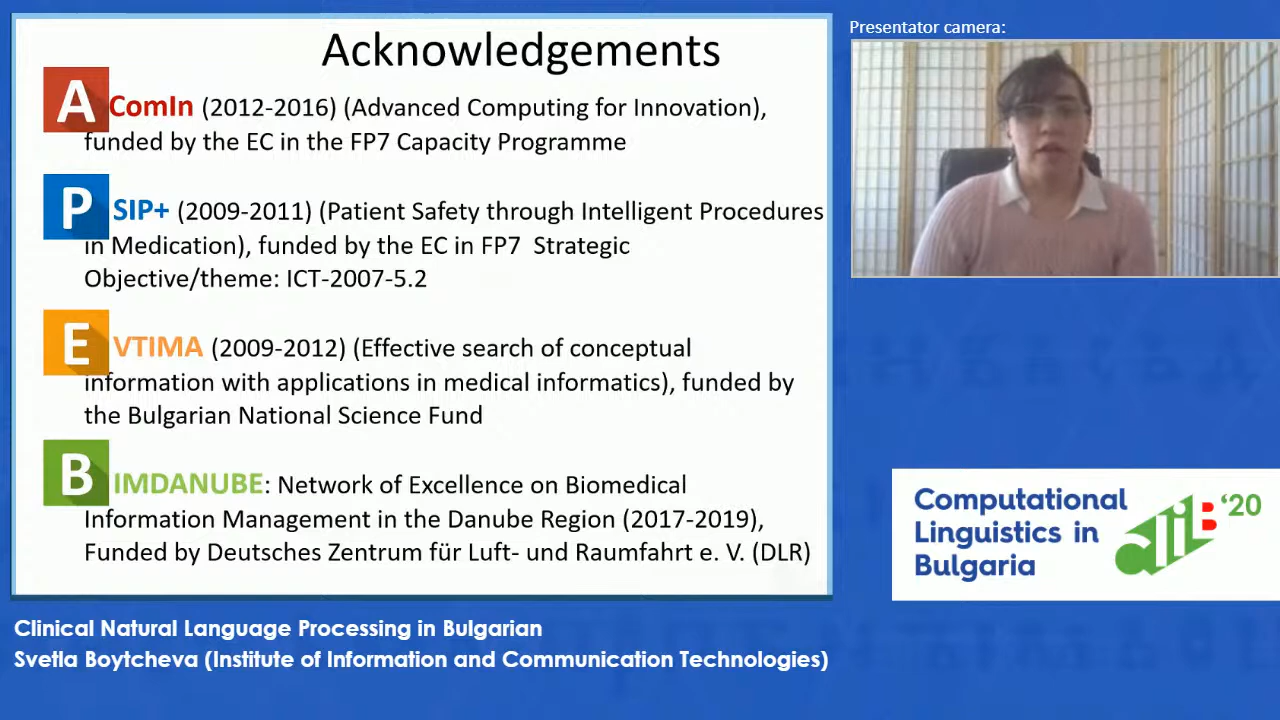 Acknowledgements
AComIn (2012-2016) (Advanced Computing for Innovation),
funded by the EC in the FP7 Capacity Programme
PSIP+ (2009-2011) (Patient Safety through Intelligent Procedures
in Medication), funded by the EC in FP7 Strategic
Objective/theme: ICT-2007-5.2
EVTIMA (2009-2012) (Effective search of conceptual
information with applications in medical informatics), funded by
the Bulgarian National Science Fund
BIMDANUBE: Network of Excellence on Biomedical
Information Management in the Danube Region (2017-2019),
Funded by Deutsches Zentrum für Luft- und Raumfahrt e. V. (DLR)
Presentator camera:
Computational
Linguistics in
Bulgaria
cliB '20
Clinical Natural Language Processing in Bulgarian
Svetla Boytcheva (Institute of Information and Communication Technologies)